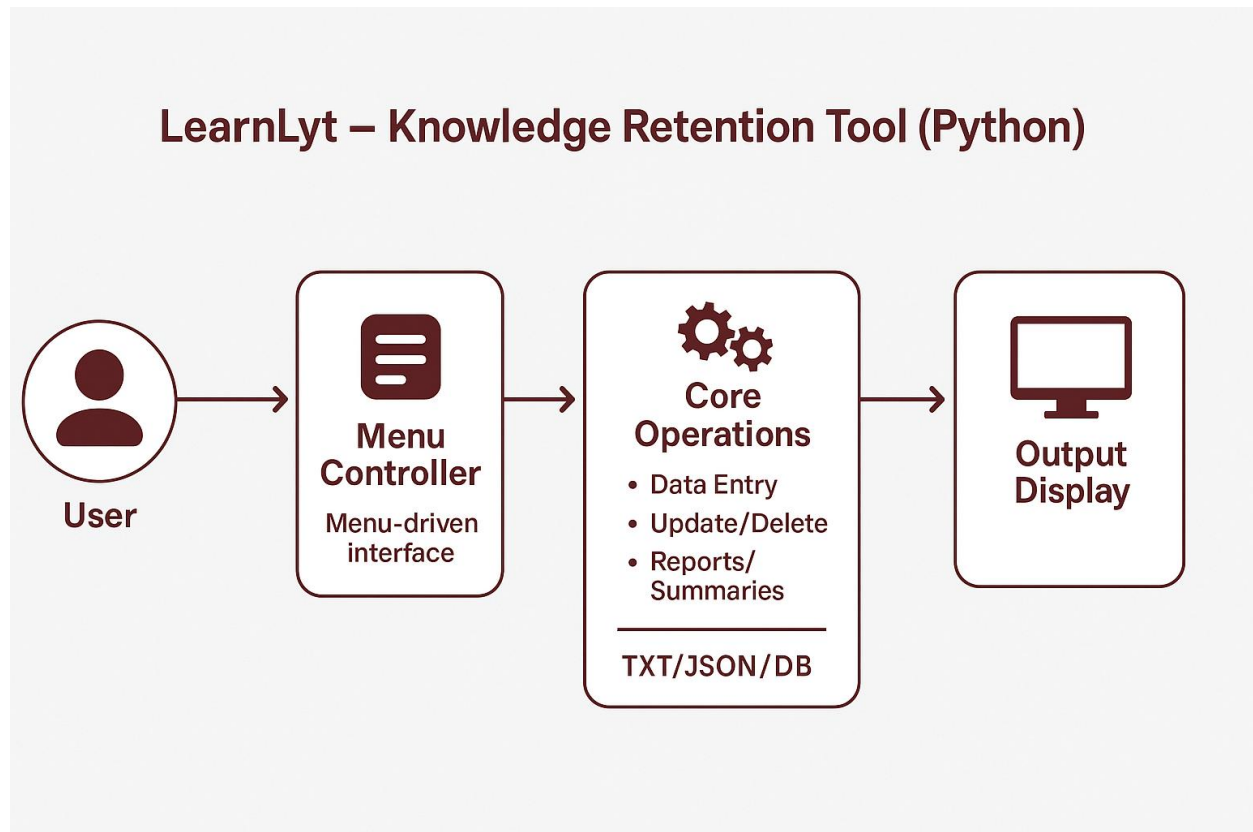 LearnLyt – Knowledge Retention Tool (Python)
User
Menu
Controller
Menu-driven
interface
Core
Operations
• Data Entry
• Update/Delete
• Reports/
Summaries
TXT/JSON/DB
Output
Display